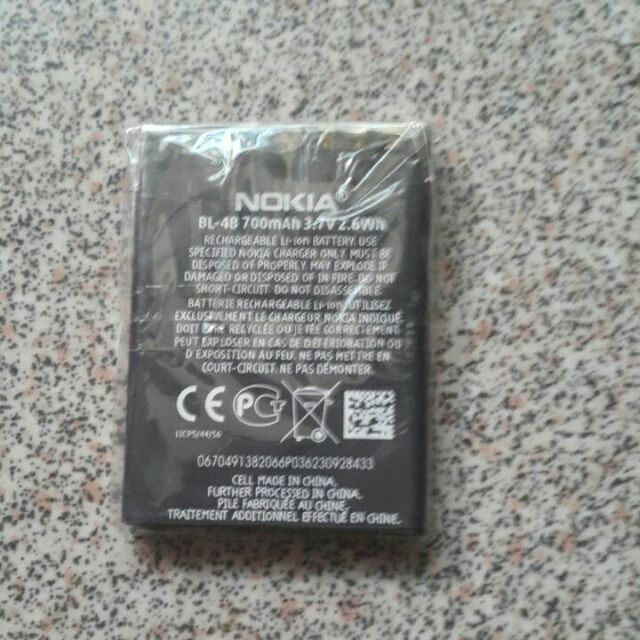 NOKIA
BL-4B 700mAh 3.7V 2.6Wh
RECHARGEABLE Li-ion BATTERY. USE
SPECIFIED NOKIA CHARGER ONLY. MUST BE
DISPOSED OF PROPERLY. MAY EXPLODE IF
DAMAGED OR DISPOSED OF IN FIRE. DO NOT
SHORT-CIRCUIT. DO NOT DISASSEMBLE.
BATTERIE RECHARGEABLE Li-ion. UTILISEZ
EXCLUSIVEMENT LE CHARGEUR NOKIA INDIQUÉ.
DOIT ÊTRE RECYCLÉE OU JETÉE CORRECTEMENT.
PEUT EXPLOSER EN CAS DE DÉTÉRIORATION OU
D'EXPOSITION AU FEU. NE PAS METTRE EN
COURT-CIRCUIT. NE PAS DÉMONTER.
CE PG
1ICP5/44/56
0670491382066P036230928433
CELL MADE IN CHINA.
FURTHER PROCESSED IN CHINA.
PILE FABRIQUÉE AU CHINE.
TRAITEMENT ADDITIONNEL EFFECTUÉ EN CHINE.